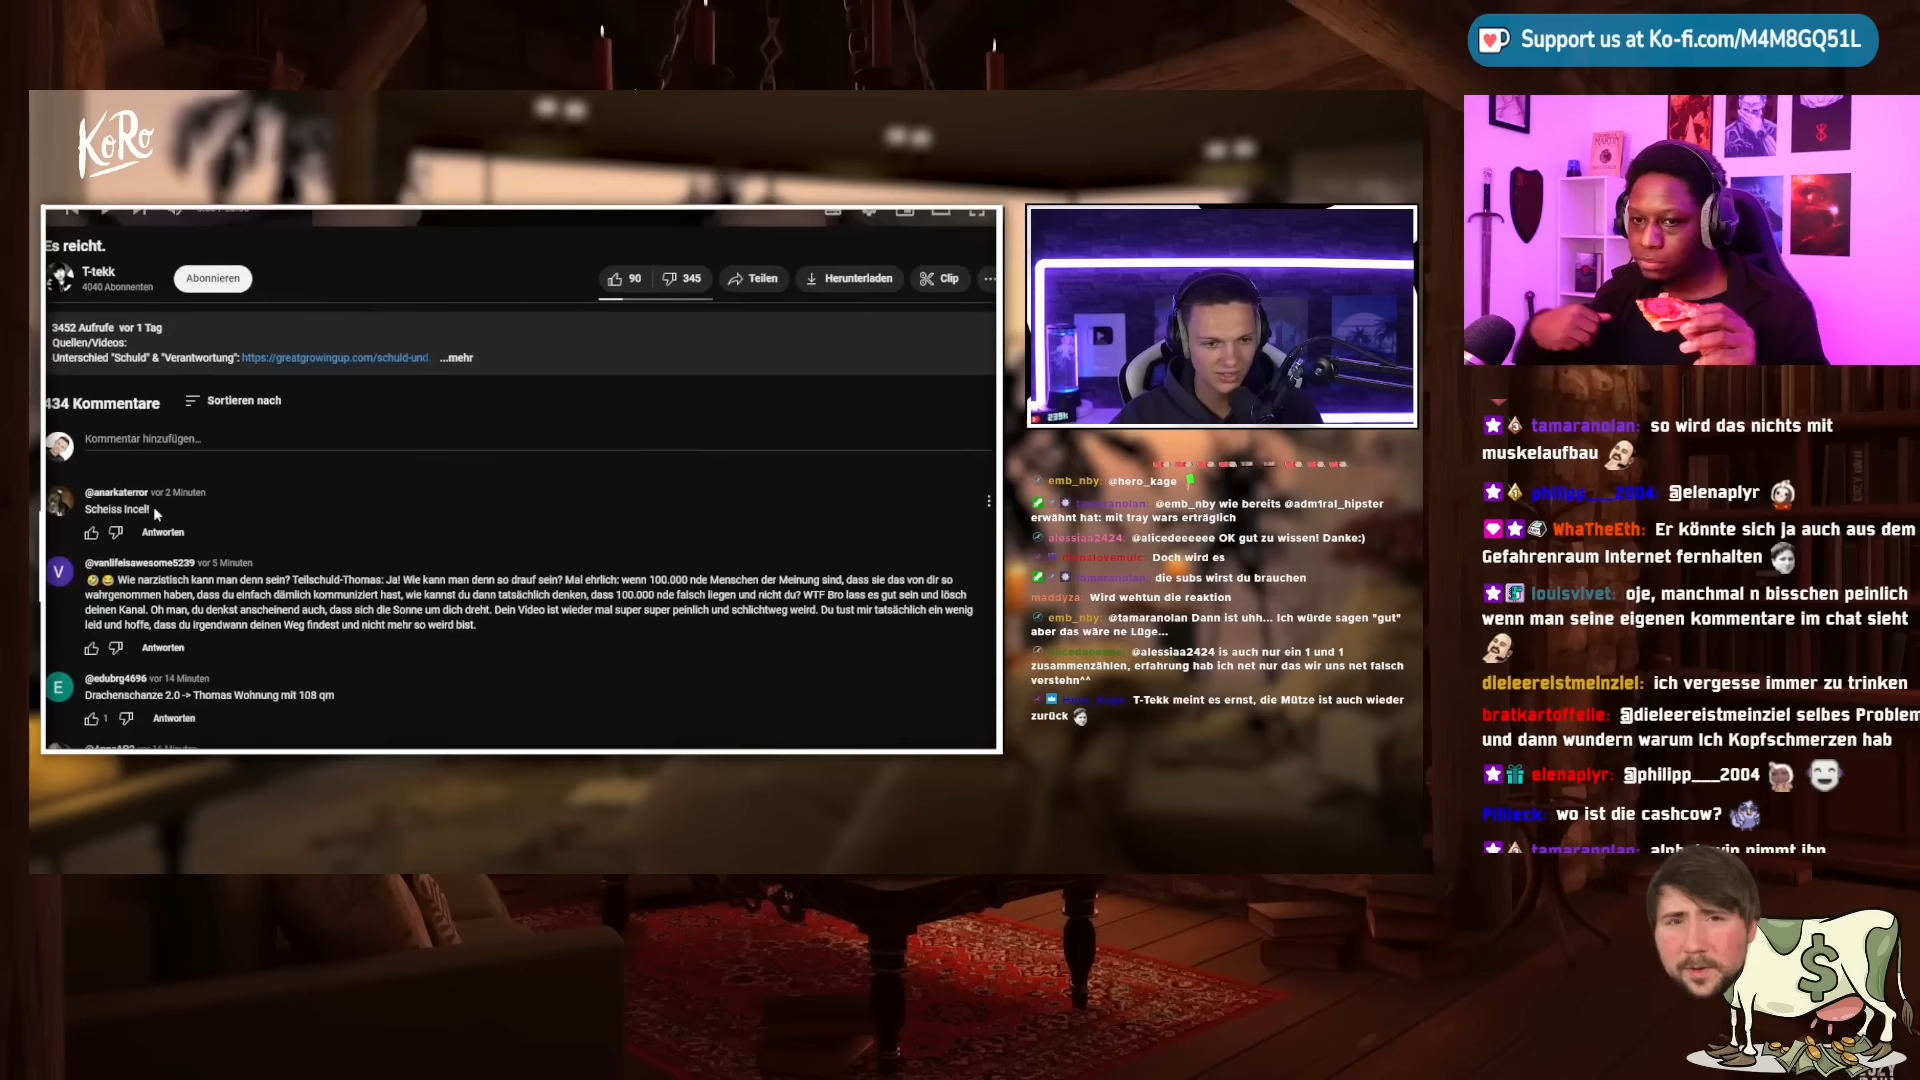 Support us at Ko-fi.com/M4M8GQ51L
KoRo
Es reicht.
T-tekk
4040 Abonnenten
Abonnieren
90
345
Teilen
Herunterladen
Clip
3452 Aufrufe vor 1 Tag
Quellen/Videos:
Unterschied "Schuld" & "Verantwortung": https://greatgrowingup.com/schuld-und. ...mehr
434 Kommentare
Sortieren nach
Kommentar hinzufügen...
@anarkaterror vor 2 Minuten
Scheiss Incel!
Antworten
V
@vanlifeisawesome5239 vor 5 Minuten
🤣😂 Wie narzistisch kann man denn sein? Teilschuld-Thomas: Ja! Wie kann man denn so drauf sein? Mal ehrlich: wenn 100.000 nde Menschen der Meinung sind, dass sie das von dir so
wahrgenommen haben, dass du einfach dämlich kommuniziert hast, wie kannst du dann tatsächlich denken, dass 100.000 nde falsch liegen und nicht du? WTF Bro lass es gut sein und lösch
deinen Kanal. Oh man, du denkst anscheinend auch, dass sich die Sonne um dich dreht. Dein Video ist wieder mal super super peinlich und schlichtweg weird. Du tust mir tatsächlich ein wenig
leid und hoffe, dass du irgendwann deinen Weg findest und nicht mehr so weird bist.
Antworten
E
@edubrg4696 vor 14 Minuten
Drachenschanze 2.0 -> Thomas Wohnung mit 108 qm
1
Antworten
239k
emb_nby: @hero_kage
tamaranolan: @emb_nby wie bereits @adm1ral_hipster
erwähnt hat: mit tray wars erträglich
alessiaa2424: @alicedeeeeee OK gut zu wissen! Danke:)
Doch wird es
tamaranolan: die subs wirst du brauchen
maddyza Wird wehtun die reaktion
emb_nby: @tamaranolan Dann ist uhh... Ich würde sagen "gut"
aber das wäre ne Lüge...
@alessiaa2424 is auch nur ein 1 und 1
zusammenzählen, erfahrung hab ich net nur das wir uns net falsch
verstehn^^
Hero_Kage: T-Tekk meint es ernst, die Mütze ist auch wieder
zurück
MARTIN
tamaranolan: so wird das nichts mit
muskelaufbau
philipp___2004: @elenaplyr
WhaTheEth: Er könnte sich ja auch aus dem
Gefahrenraum Internet fernhalten
louisvivet: oje, manchmal n bisschen peinlich
wenn man seine eigenen kommentare im chat sieht
dieleereistmeinziel: ich vergesse immer zu trinken
bratkartoffelie: @dieleereistmeinziel selbes Problem
und dann wundern warum Ich Kopfschmerzen hab
elenaplyr: @philipp___2004
wo ist die cashcow?
tamaranolan:
$